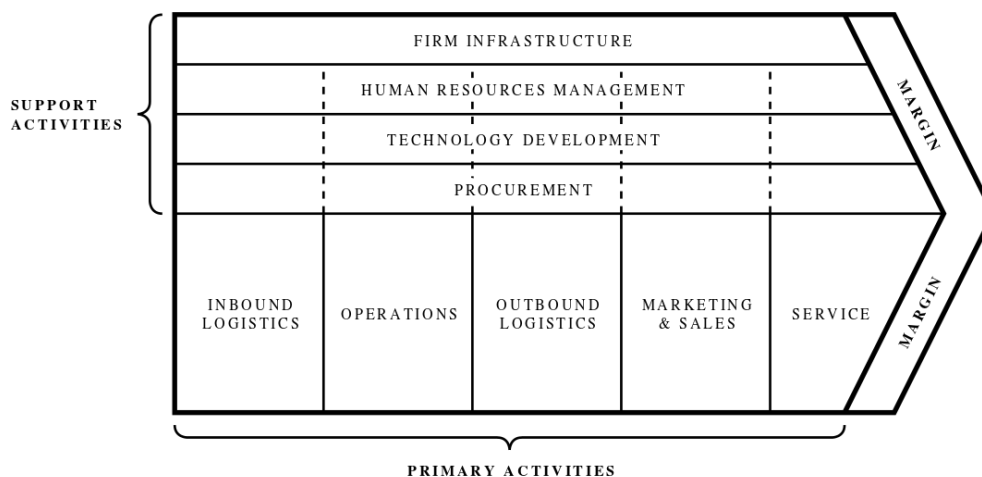 FIRM INFRASTRUCTURE
HUMAN RESOURCES MANAGEMENT
TECHNOLOGY DEVELOPMENT
PROCUREMENT
SUPPORT
ACTIVITIES
MARGIN
INBOUND
LOGISTICS
OPERATIONS
OUTBOUND
LOGISTICS
MARKETING
& SALES
SERVICE
MARGIN
PRIMARY ACTIVITIES